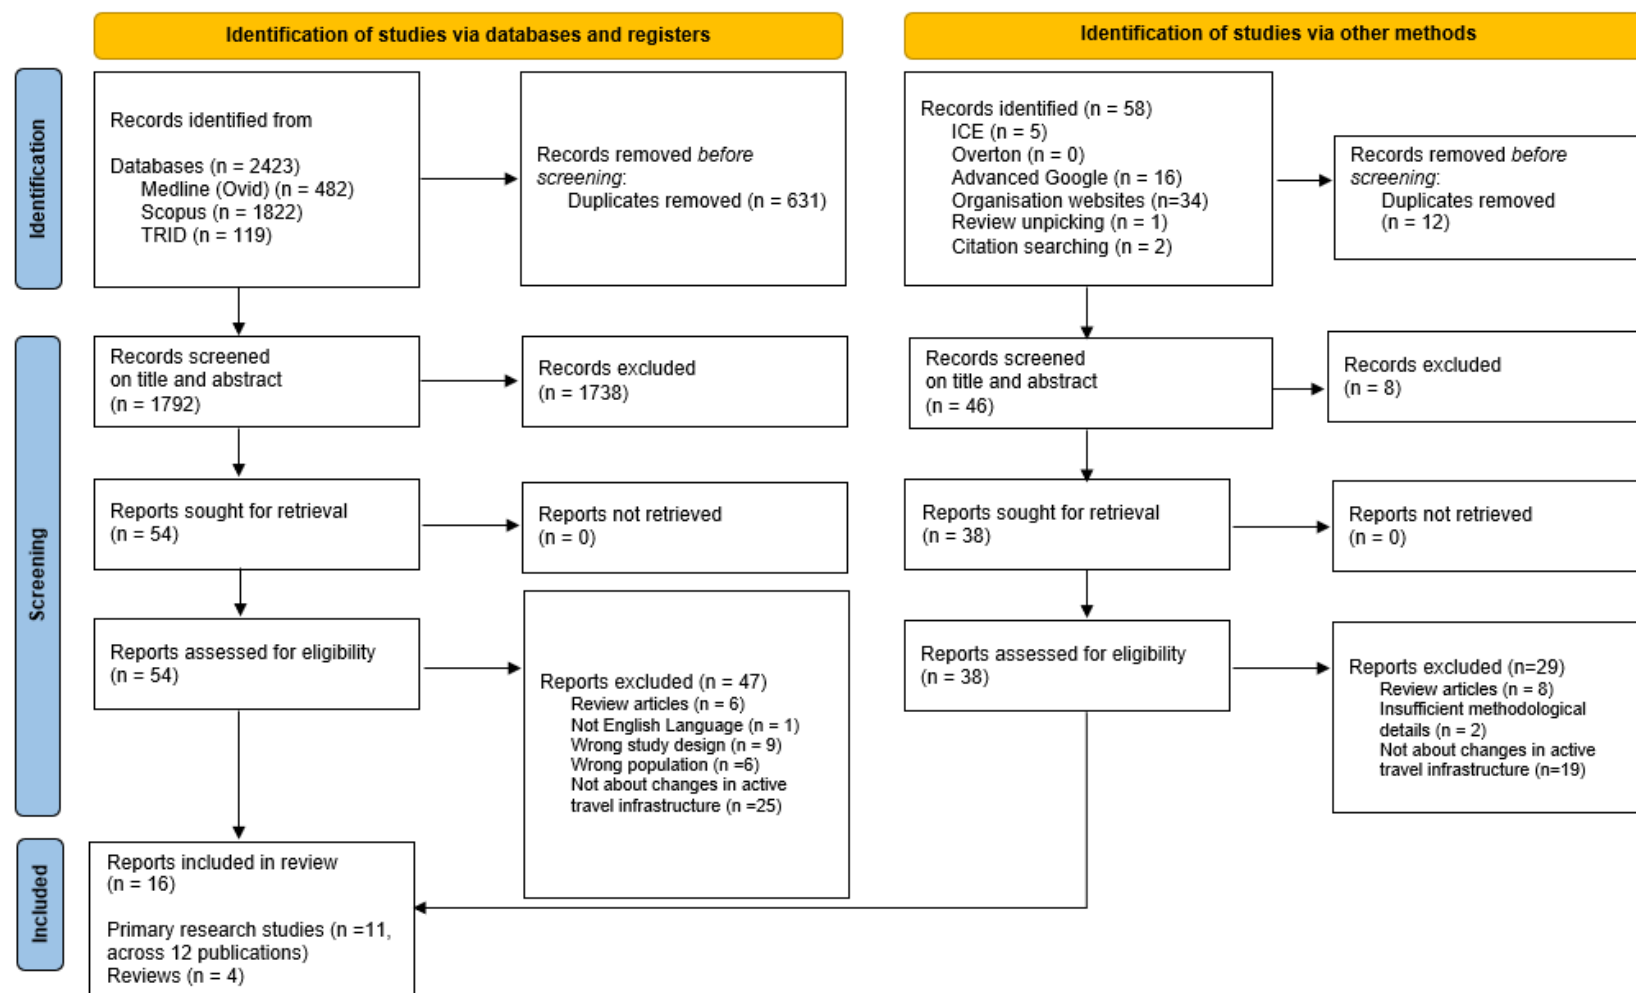 Identification of studies via databases and registers
Identification of studies via other methods
Identification
Records identified from
Databases (n = 2423)
Medline (Ovid) (n = 482)
Scopus (n = 1822)
TRID (n = 119)
Records removed before
screening:
Duplicates removed (n = 631)
Records identified (n = 58)
ICE (n = 5)
Overton (n = 0)
Advanced Google (n = 16)
Organisation websites (n=34)
Review unpicking (n = 1)
Citation searching (n = 2)
Records removed before
screening:
Duplicates removed
(n = 12)
Screening
Records screened
on title and abstract
(n = 1792)
Records excluded
(n = 1738)
Records screened
on title and abstract
(n = 46)
Records excluded
(n = 8)
Reports sought for retrieval
(n = 54)
Reports not retrieved
(n = 0)
Reports sought for retrieval
(n = 38)
Reports not retrieved
(n = 0)
Reports assessed for eligibility
(n = 54)
Reports excluded (n = 47)
Review articles (n = 6)
Not English Language (n = 1)
Wrong study design (n = 9)
Wrong population (n =6)
Not about changes in active
travel infrastructure (n =25)
Reports assessed for eligibility
(n = 38)
Reports excluded (n=29)
Review articles (n = 8)
Insufficient methodological
details (n = 2)
Not about changes in active
travel infrastructure (n=19)
Included
Reports included in review
(n = 16)
Primary research studies (n =11,
across 12 publications)
Reviews (n = 4)